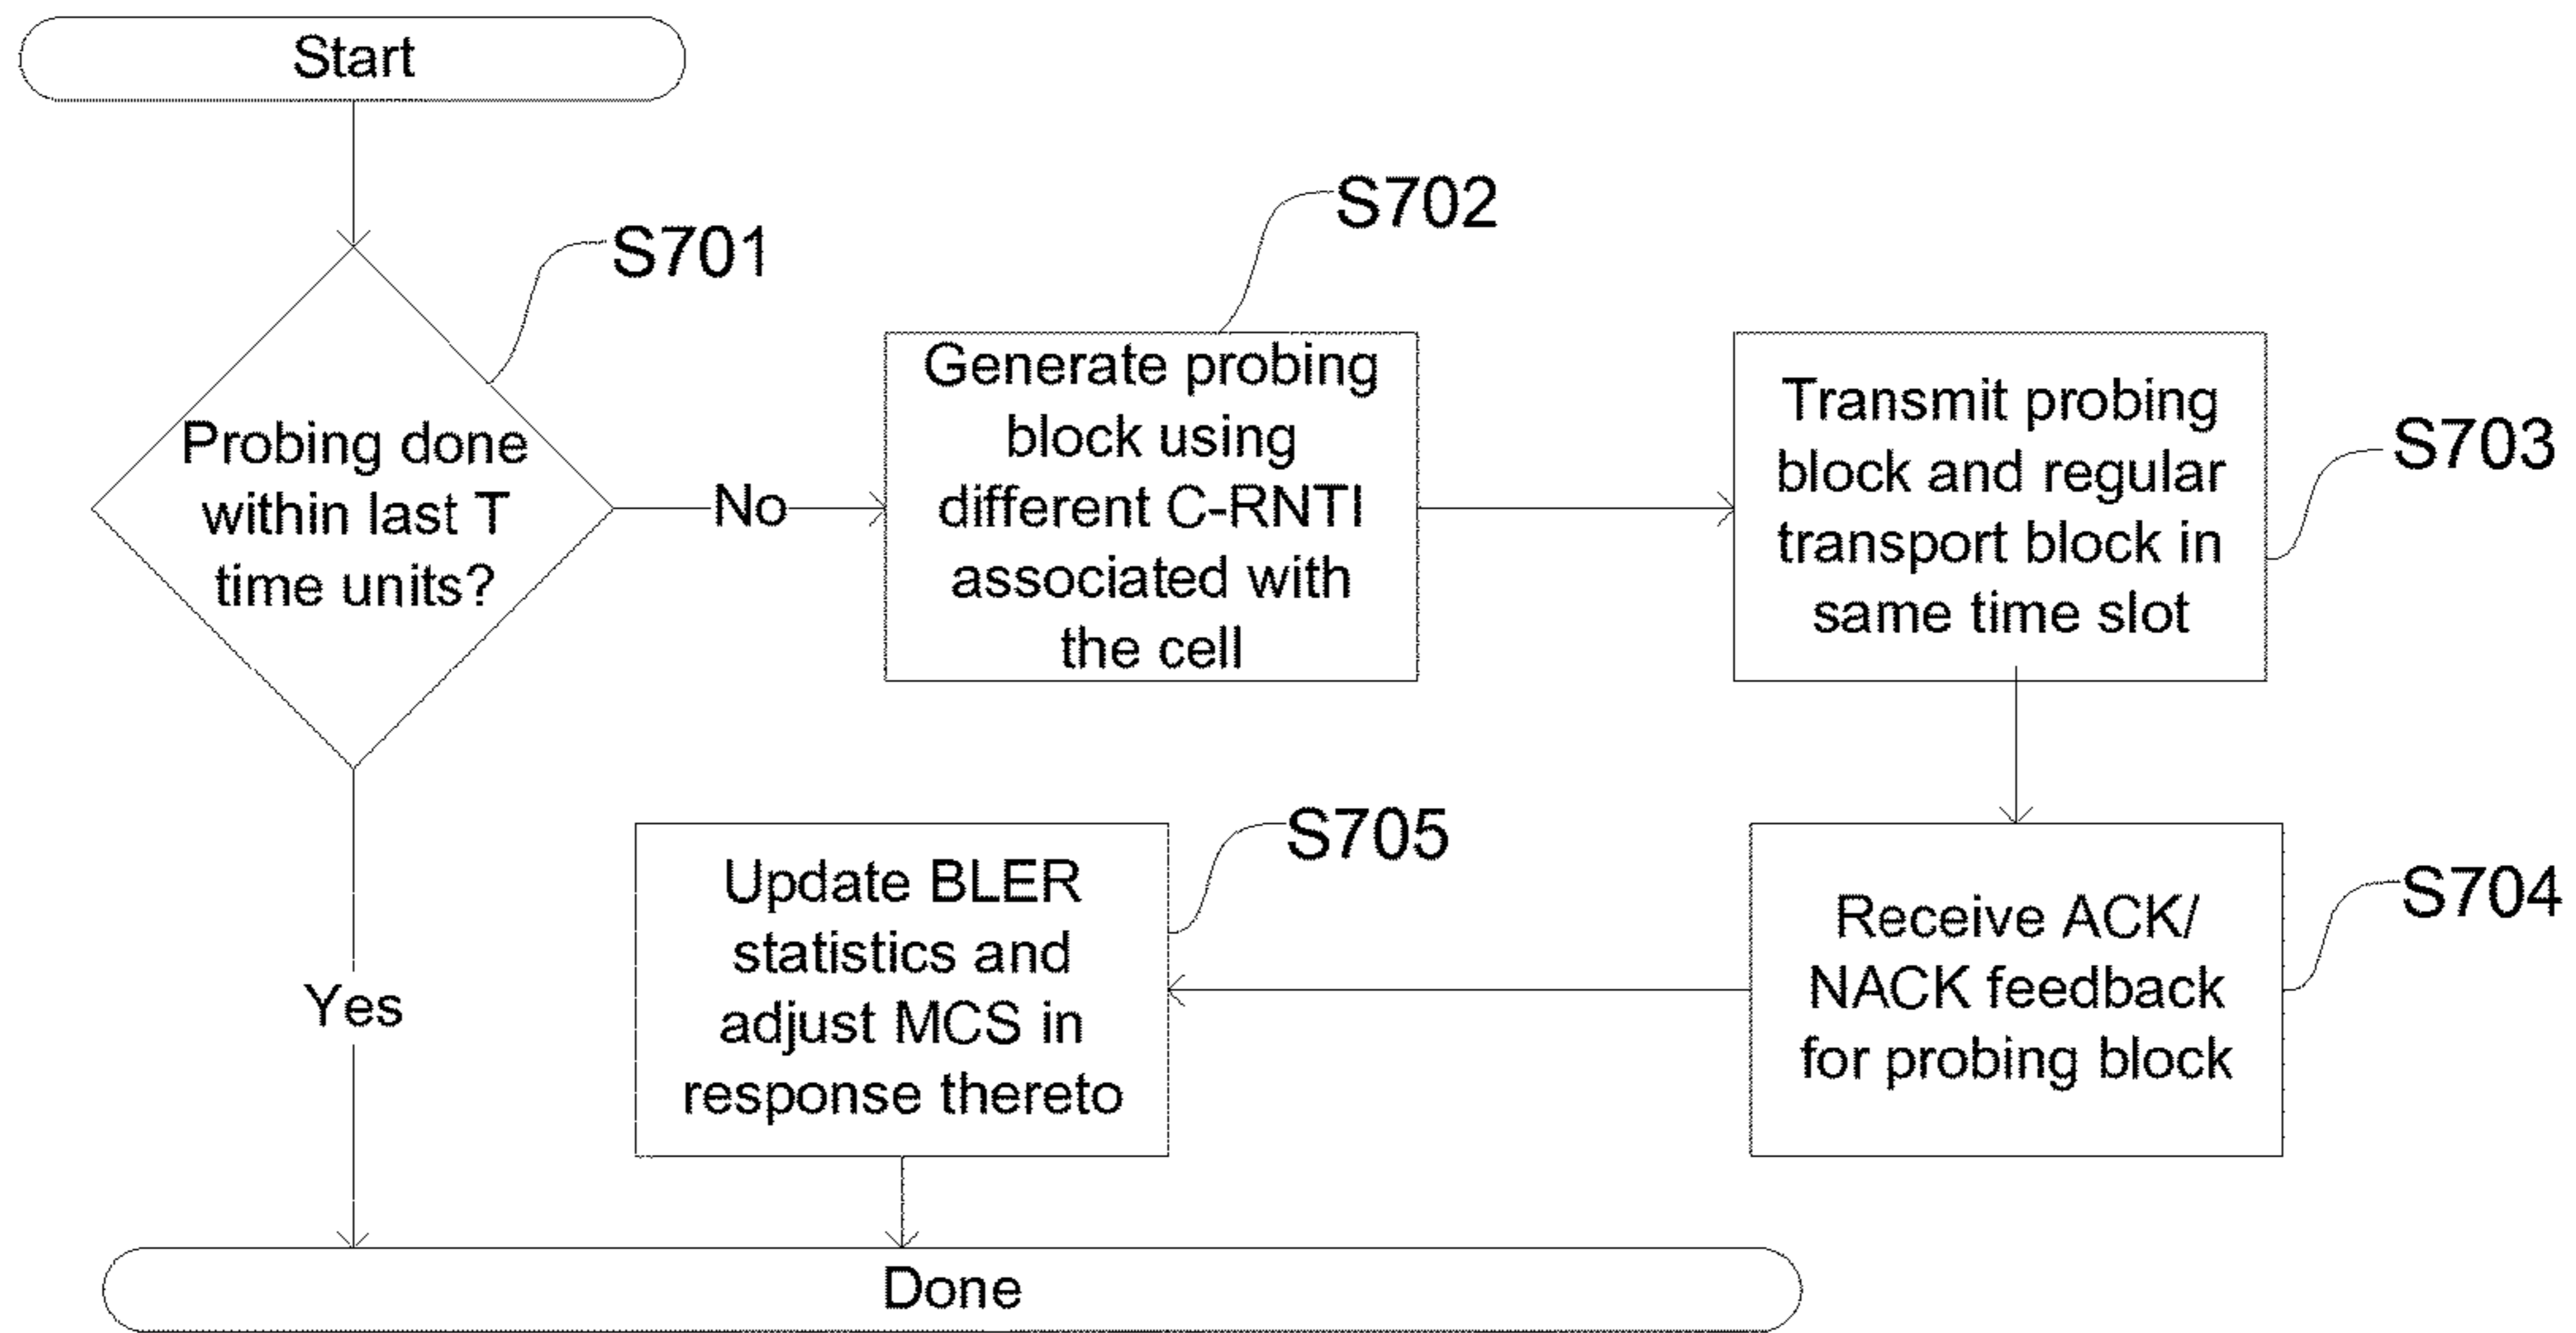 Start
S701
Probing done
within last T
time units?
No
S702
Generate probing
block using
different C-RNTI
associated with
the cell
Transmit probing
block and regular
transport block in
same time slot
S703
Receive ACK/
NACK feedback
for probing block
S704
Update BLER
statistics and
adjust MCS in
response thereto
S705
Yes
Done